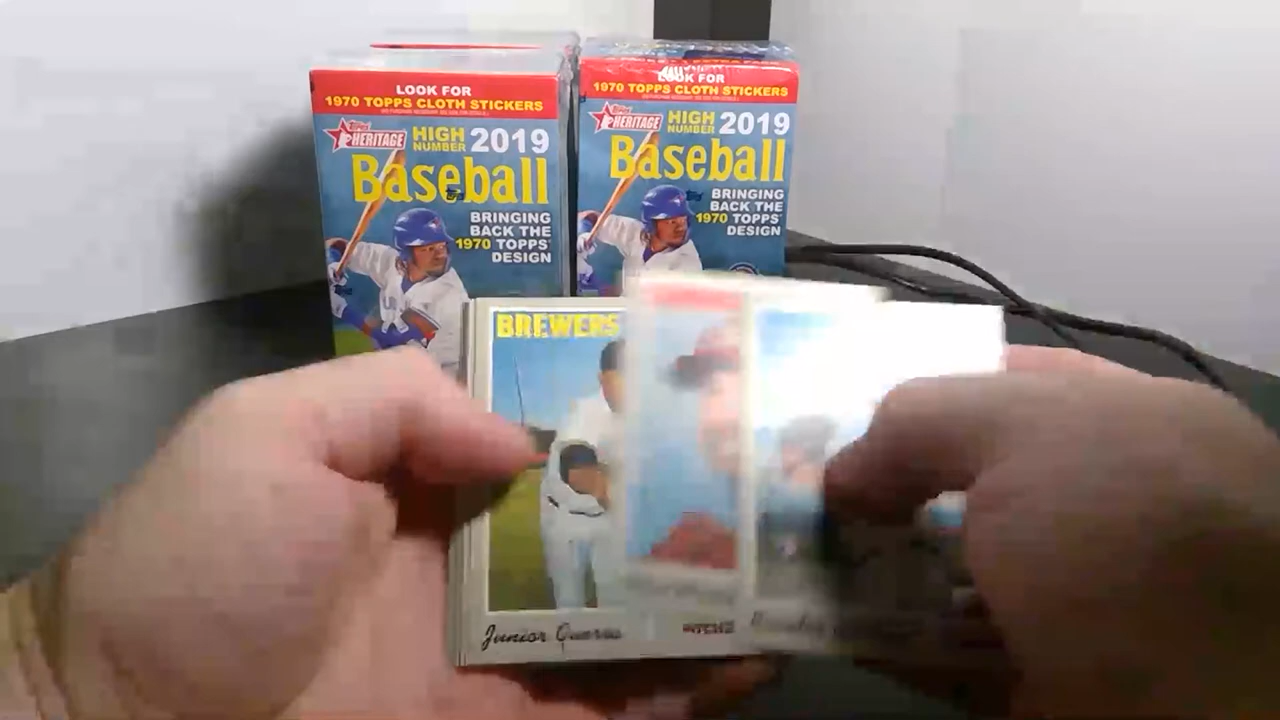 LOOK FOR
1970 TOPPS CLOTH STICKERS
Topps
HERITAGE
HIGH
NUMBER
2019
Baseball
BRINGING
BACK THE
1970 TOPPS
DESIGN
LOOK FOR
1970 TOPPS CLOTH STICKERS
Topps
HERITAGE
HIGH
NUMBER
2019
Baseball
BRINGING
BACK THE
1970 TOPPS
DESIGN
BREWERS
Junior Guerra
PITCHER